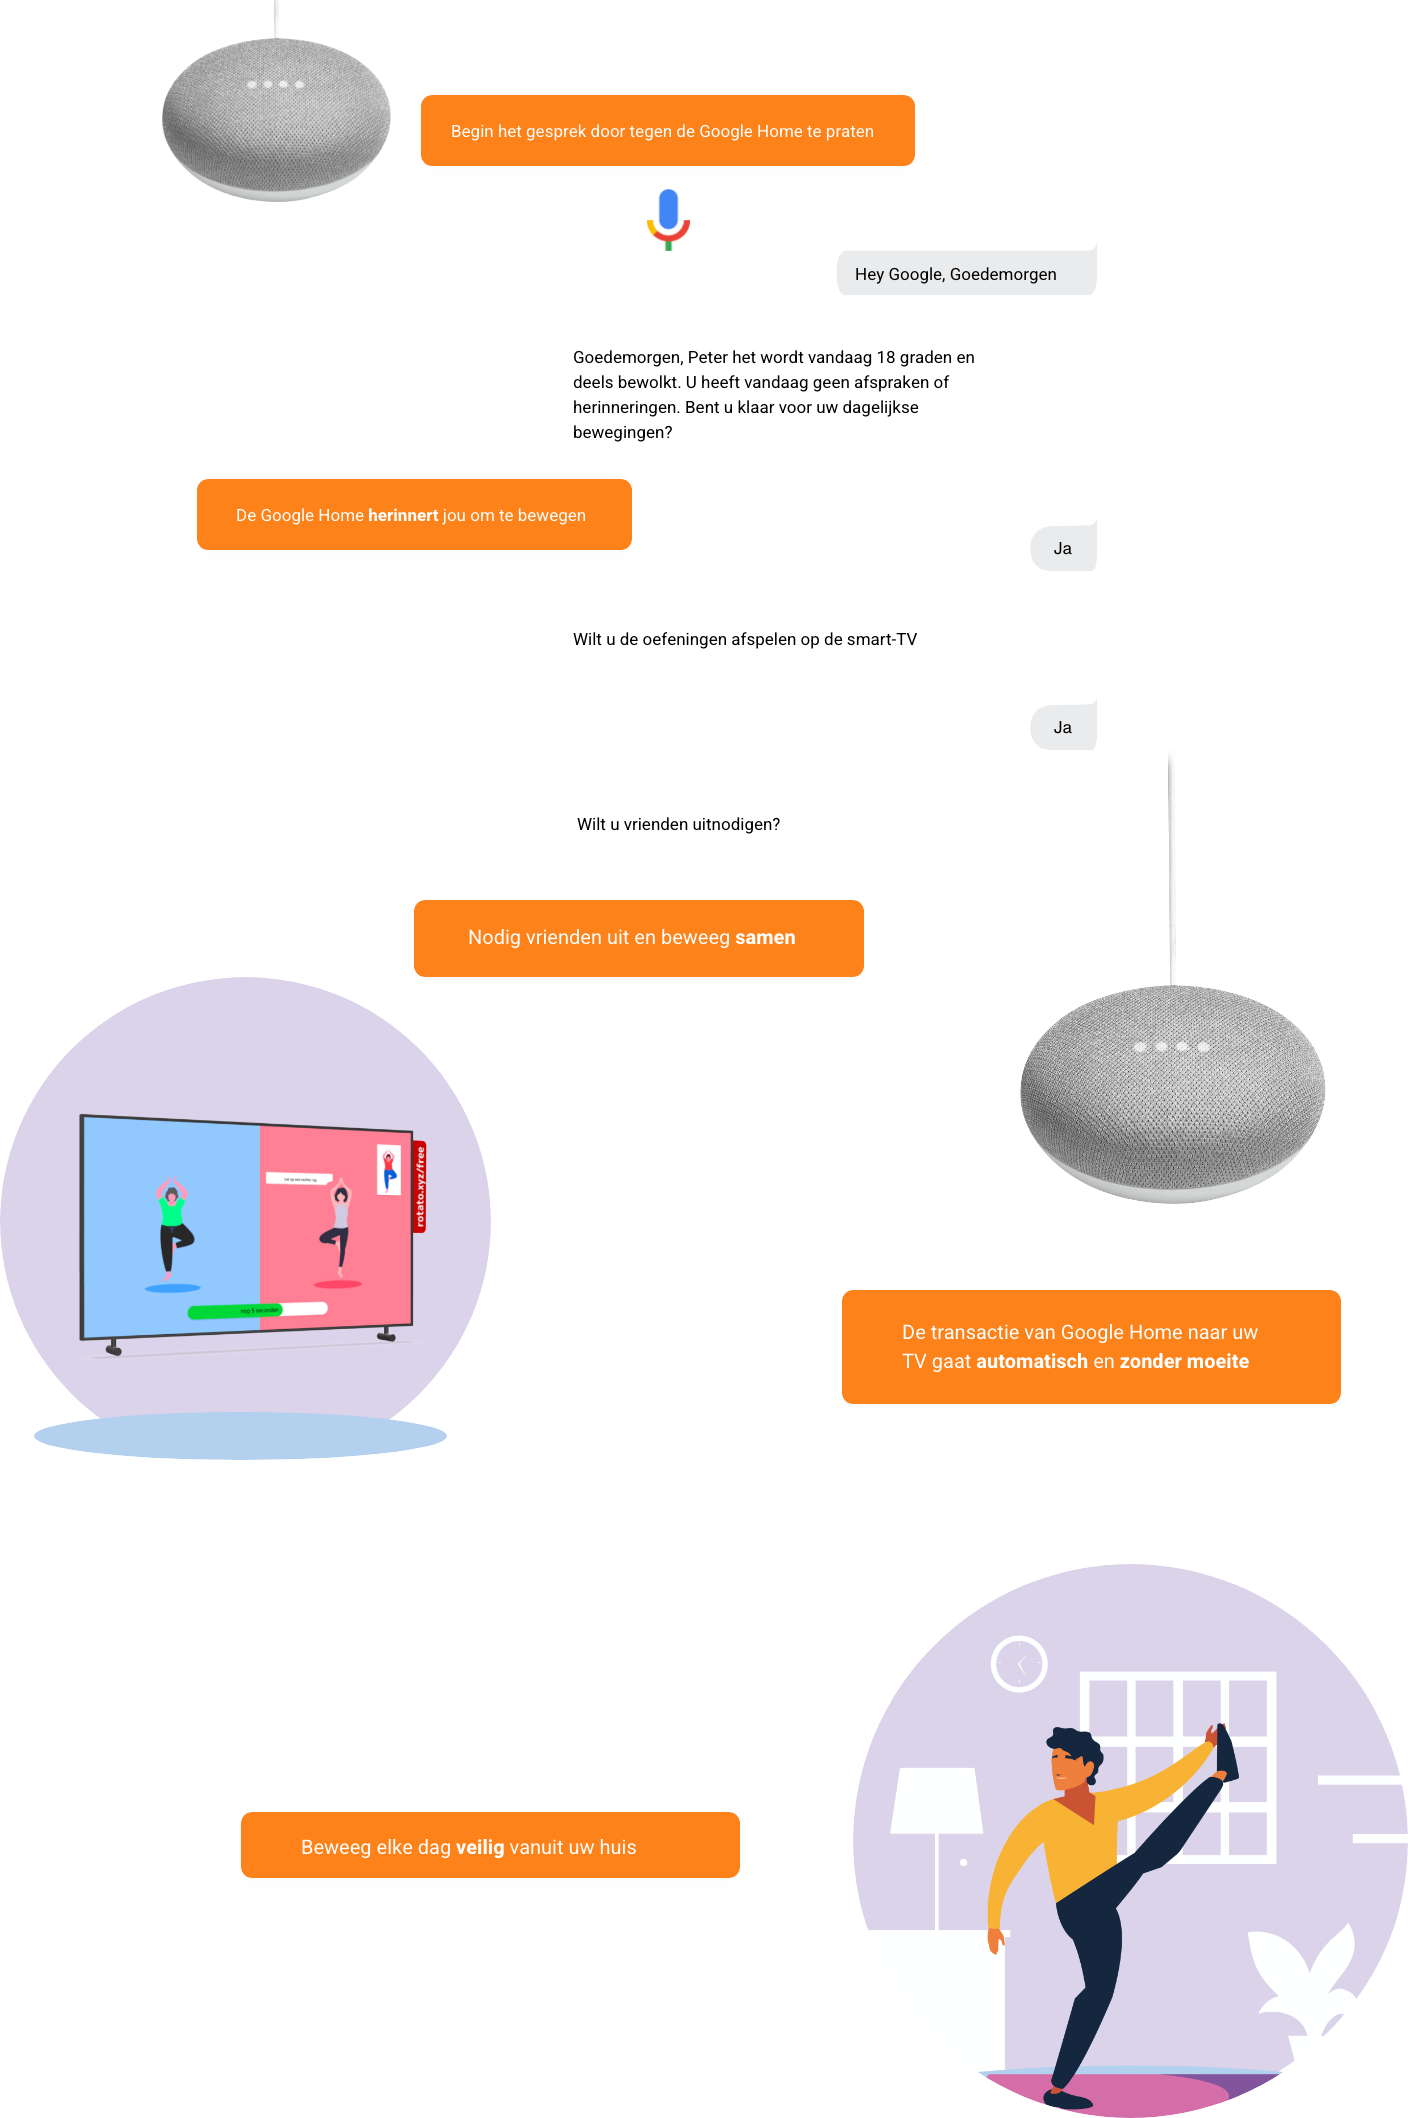 Begin het gesprek door tegen de Google Home te praten
Hey Google, Goedemorgen
Goedemorgen, Peter het wordt vandaag 18 graden en
deels bewolkt. U heeft vandaag geen afspraken of
herinneringen. Bent u klaar voor uw dagelijkse
bewegingen?
De Google Home herinnert jou om te bewegen
Ja
Wilt u de oefeningen afspelen op de smart-TV
Ja
Wilt u vrienden uitnodigen?
Nodig vrienden uit en beweeg samen
rotato.xyz/free
nog 5 seconden
De transactie van Google Home naar uw
TV gaat automatisch en zonder moeite
Beweeg elke dag veilig vanuit uw huis